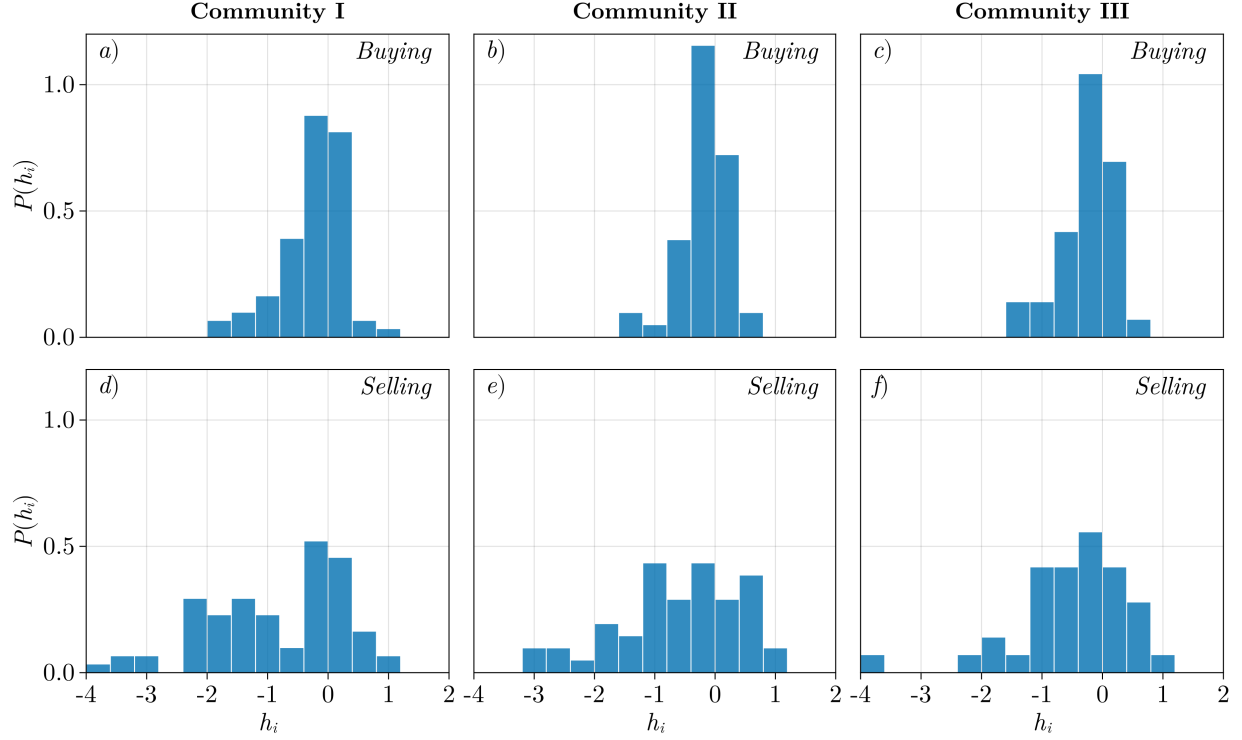 Community I Community II Community III
a) Buying b) Buying c) Buying
1.0
P(h_i)
0.5
0.0
d) Selling e) Selling f) Selling
1.0
P(h_i)
0.5
0.0
-4 -3 -2 -1 0 1 2 -4 -3 -2 -1 0 1 2 -4 -3 -2 -1 0 1 2
h_i h_i h_i